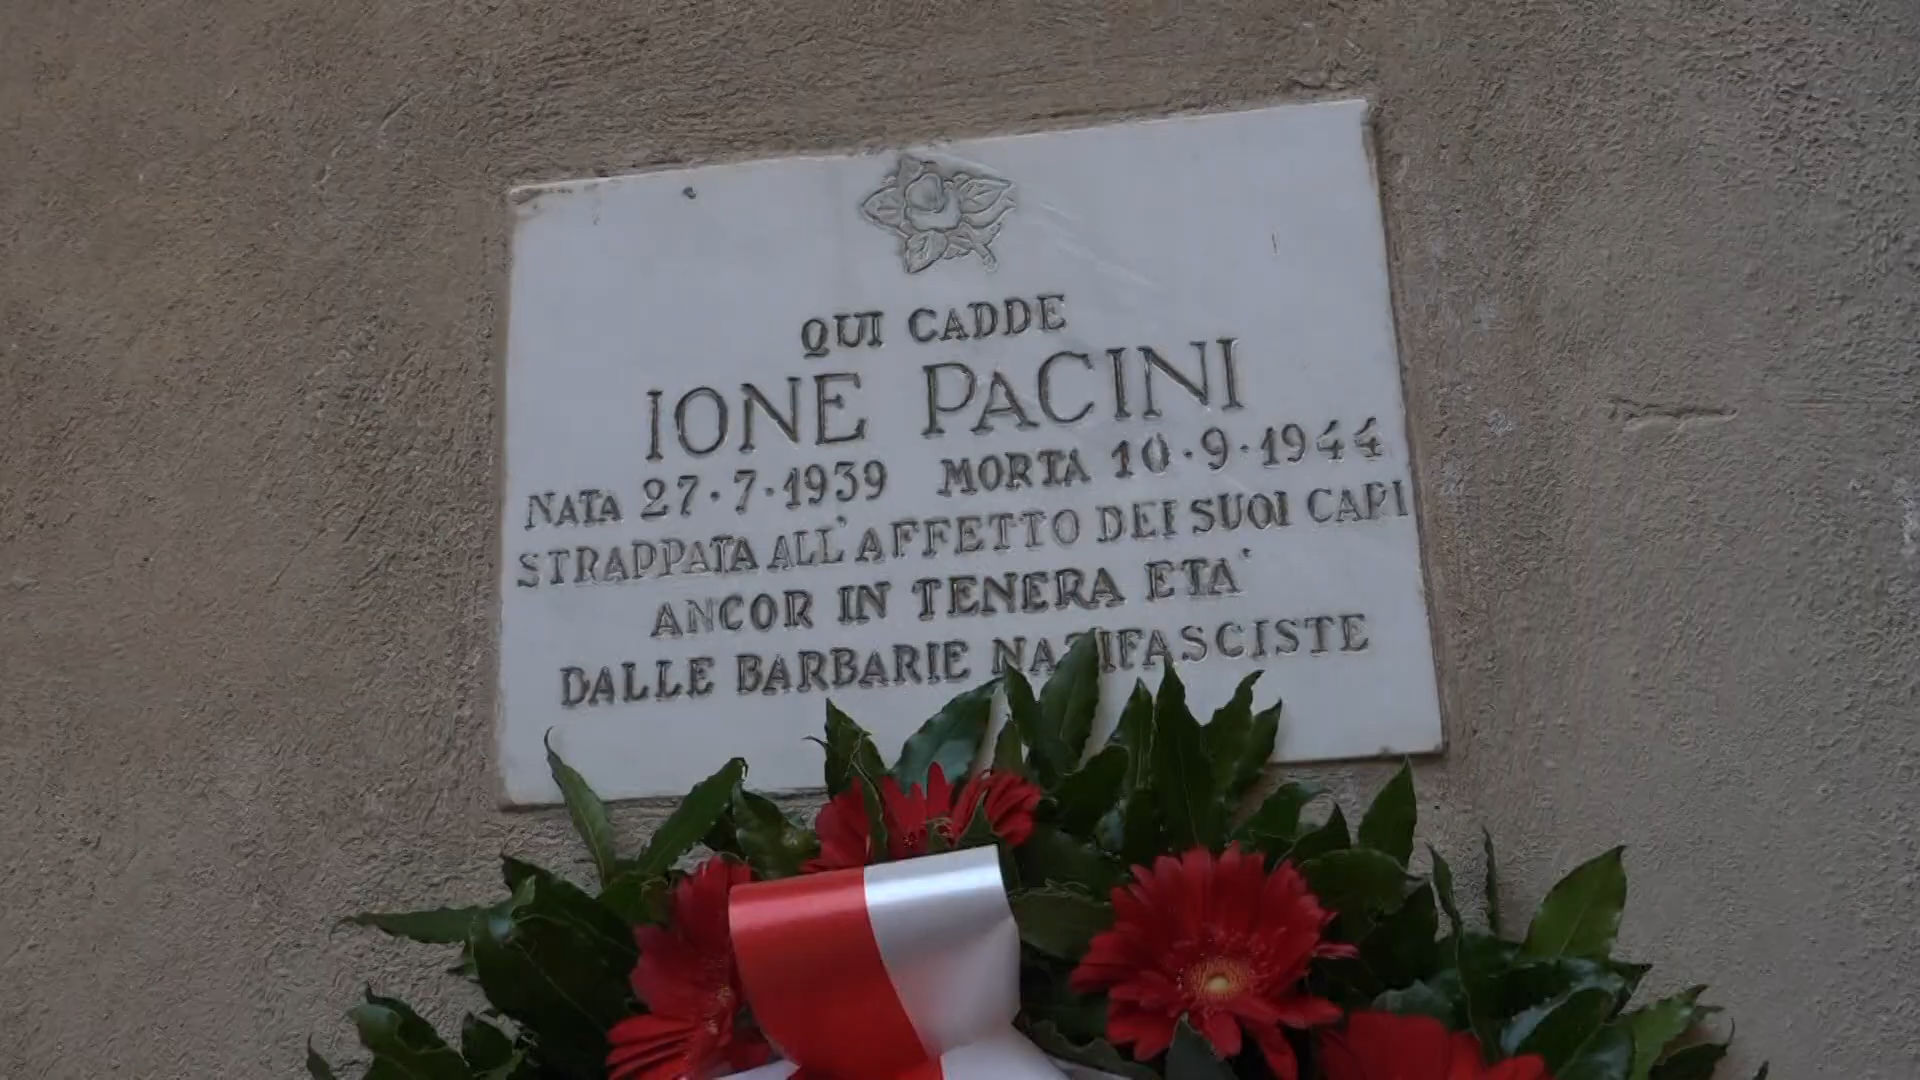 QUI CADDE
IONE PACINI
NATA 27·7·1939 MORTA 10·9·1944
STRAPPATA ALL'AFFETTO DEI SUOI CARI
ANCOR IN TENERA ETA'
DALLE BARBARIE NAZIFASCISTE